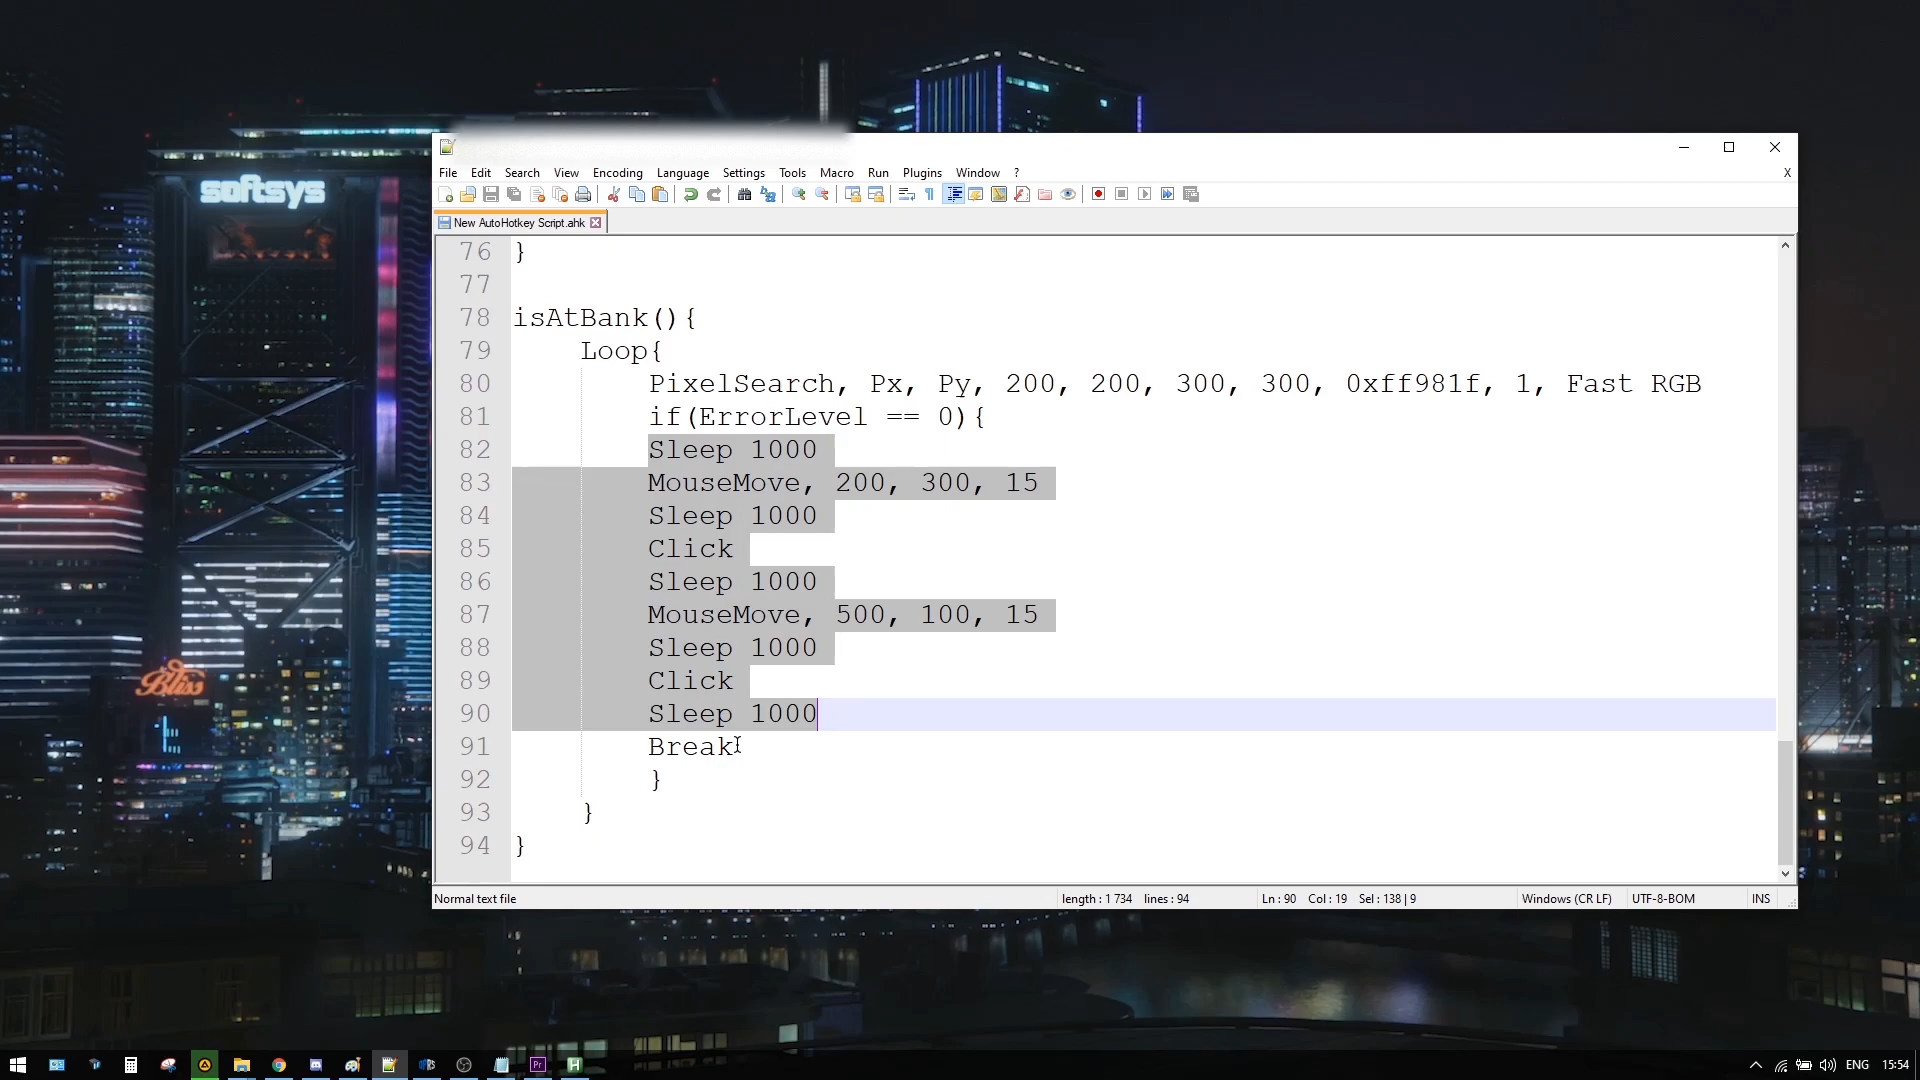 softsys
Bliss
File Edit Search View Encoding Language Settings Tools Macro Run Plugins Window ?
X
New AutoHotkey Script.ahk
76 }
77
78 isAtBank(){
79 Loop{
80 PixelSearch, Px, Py, 200, 200, 300, 300, 0xff981f, 1, Fast RGB
81 if(ErrorLevel == 0){
82 Sleep 1000
83 MouseMove, 200, 300, 15
84 Sleep 1000
85 Click
86 Sleep 1000
87 MouseMove, 500, 100, 15
88 Sleep 1000
89 Click
90 Sleep 1000
91 Break
92 }
93 }
94 }
Normal text file length : 1 734 lines : 94 Ln : 90 Col : 19 Sel : 138 | 9 Windows (CR LF) UTF-8-BOM INS
Pr H ENG 15:54